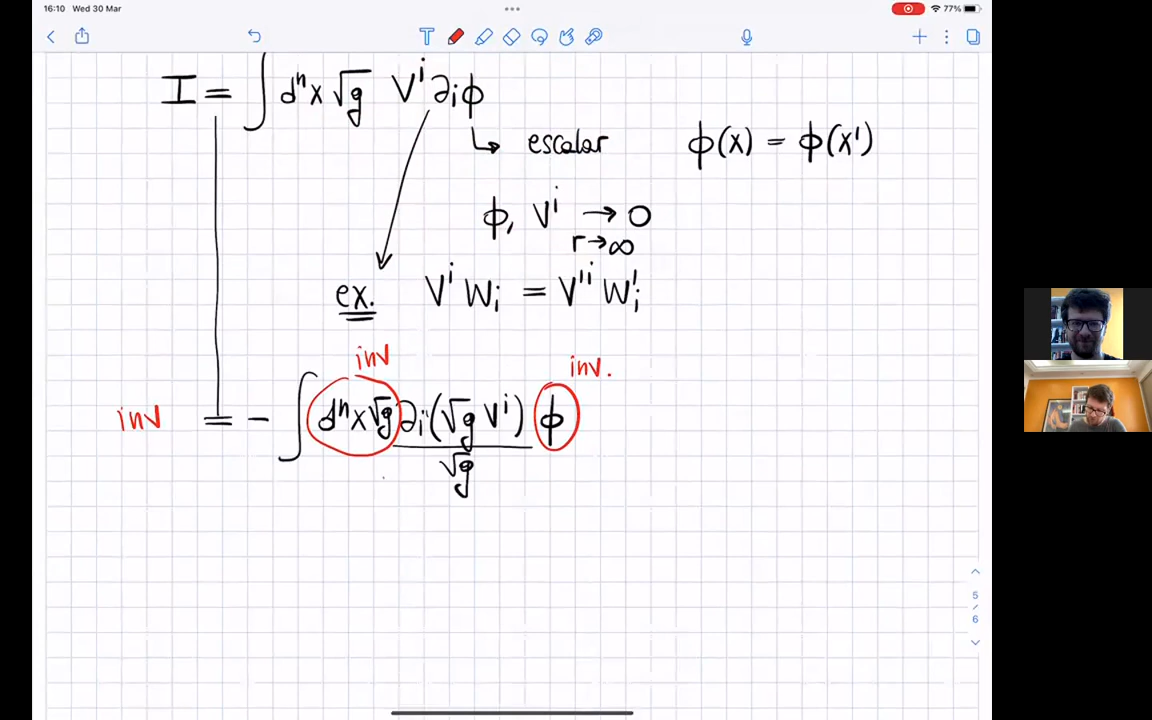 16:10 Wed 30 Mar
77%
I = ∫ dⁿx √g Vⁱ ∂ᵢφ
↳ escalar φ(x) = φ(x')
φ, Vⁱ → 0
r→∞
ex. Vⁱ Wᵢ = V'ⁱ W'ᵢ
inv inv.
inv = - ∫ dⁿx √g ∂ᵢ(√g Vⁱ) φ
√g
5
/
6